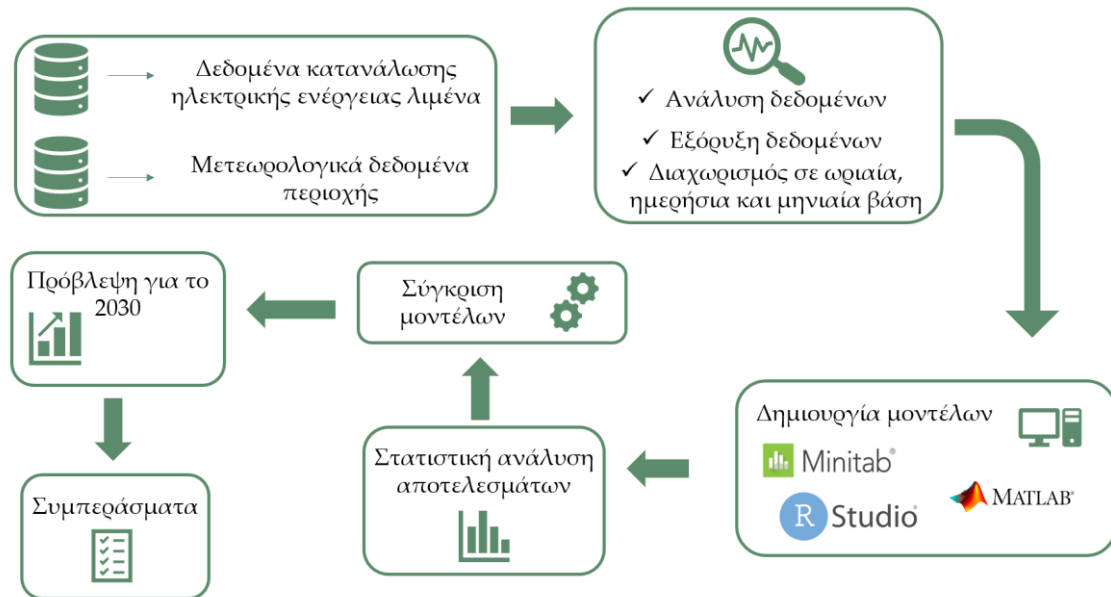 Δεδομένα κατανάλωσης
ηλεκτρικής ενέργειας λιμένα
Μετεωρολογικά δεδομένα
περιοχής
✓ Ανάλυση δεδομένων
✓ Εξόρυξη δεδομένων
✓ Διαχωρισμός σε ωριαία,
ημερήσια και μηνιαία βάση
Δημιουργία μοντέλων
Minitab®
R Studio®
MATLAB®
Στατιστική ανάλυση
αποτελεσμάτων
Σύγκριση
μοντέλων
Πρόβλεψη για το
2030
Συμπεράσματα